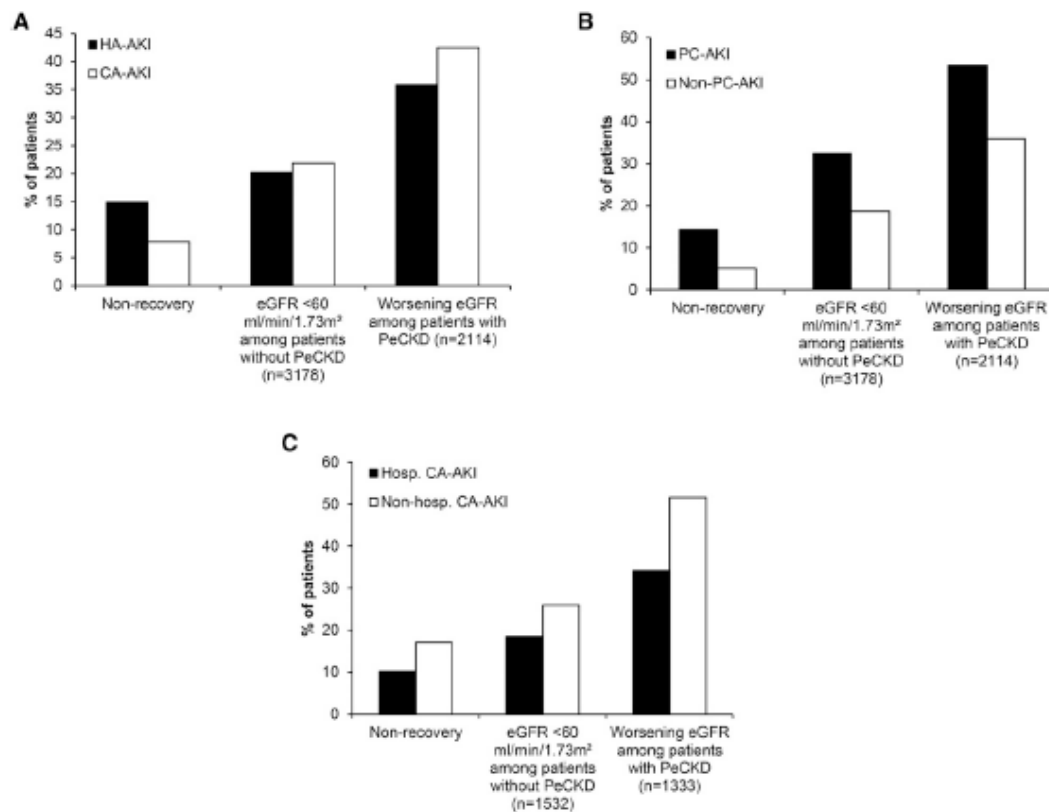 A
HA-AKI
CA-AKI
% of patients
45
40
35
30
25
20
15
10
5
0
Non-recovery
eGFR <60
ml/min/1.73m²
among patients
without PeCKD
(n=3178)
Worsening eGFR
among patients with
PeCKD (n=2114)
B
PC-AKI
Non-PC-AKI
% of patients
60
50
40
30
20
10
0
Non-recovery
eGFR <60
ml/min/1.73m²
among patients
without PeCKD
(n=3178)
Worsening eGFR
among patients
with PeCKD
(n=2114)
C
Hosp. CA-AKI
Non-hosp. CA-AKI
% of patients
60
50
40
30
20
10
0
Non-recovery
eGFR <60
ml/min/1.73m²
among patients
without PeCKD
(n=1532)
Worsening eGFR
among patients
with PeCKD
(n=1333)